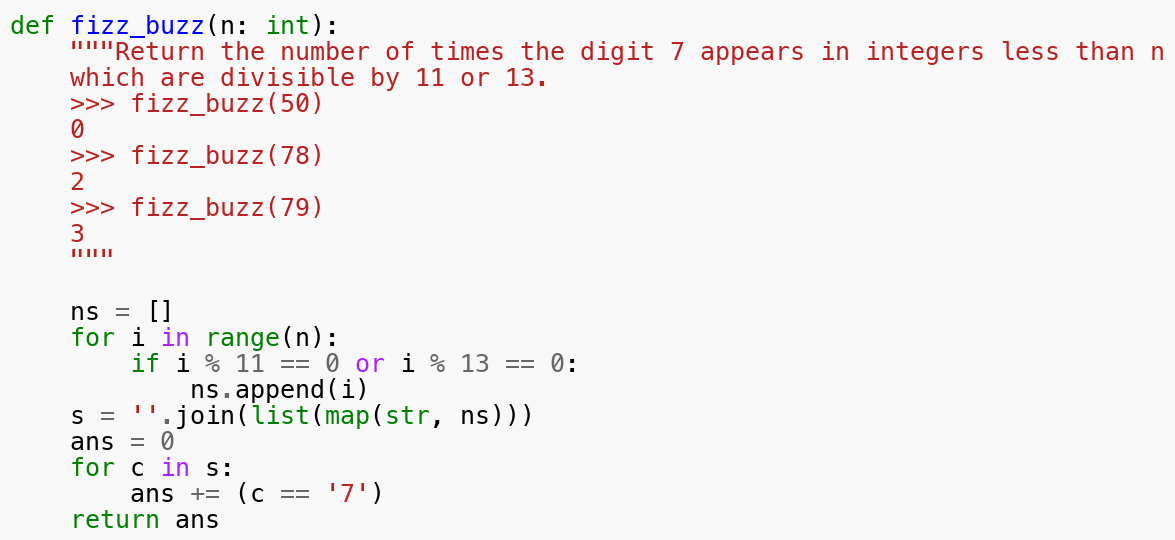 def fizz_buzz(n: int):
    """Return the number of times the digit 7 appears in integers less than n
    which are divisible by 11 or 13.
    >>> fizz_buzz(50)
    0
    >>> fizz_buzz(78)
    2
    >>> fizz_buzz(79)
    3
    """

    ns = []
    for i in range(n):
        if i % 11 == 0 or i % 13 == 0:
            ns.append(i)
    s = ''.join(list(map(str, ns)))
    ans = 0
    for c in s:
        ans += (c == '7')
    return ans